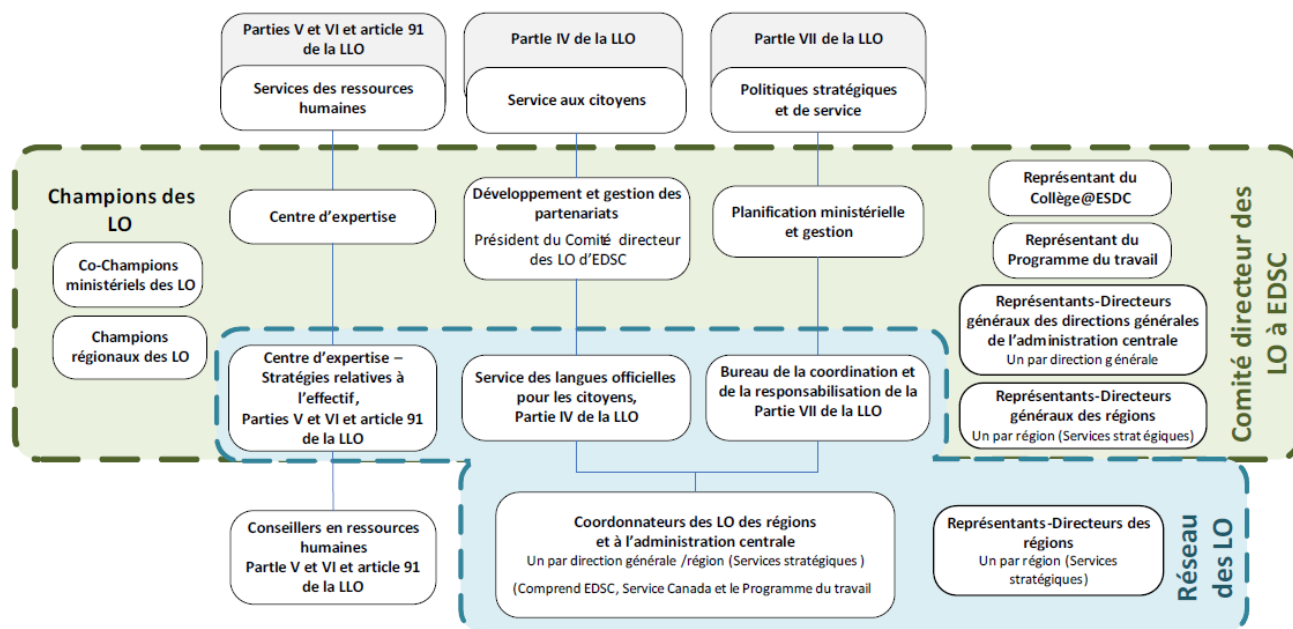 Parties V et VI et article 91
de la LLO
Services des ressources
humaines
Partie IV de la LLO
Service aux citoyens
Partie VII de la LLO
Politiques stratégiques
et de service
Champions des
LO
Co-Champions
ministériels des LO
Champions
régionaux des LO
Centre d’expertise
Développement et gestion des
partenariats
Président du Comité directeur
des LO d’EDSC
Planification ministérielle
et gestion
Représentant du
Collège@ESDC
Représentant du
Programme du travail
Représentants-Directeurs
généraux des directions générales
de l’administration centrale
Un par direction générale
Représentants-Directeurs
généraux des régions
Un par région (Services stratégiques)
Comité directeur des
LO à EDSC
Centre d’expertise –
Stratégies relatives à
l’effectif,
Parties V et VI et article 91
de la LLO
Service des langues officielles
pour les citoyens,
Partie IV de la LLO
Bureau de la coordination et
de la responsabilisation de la
Partie VII de la LLO
Conseillers en ressources
humaines
Partie V et VI et article 91
de la LLO
Coordonnateurs des LO des régions
et à l’administration centrale
Un par direction générale /région (Services stratégiques )
(Comprend EDSC, Service Canada et le Programme du travail
Représentants-Directeurs des
régions
Un par région (Services
stratégiques)
Réseau
des LO